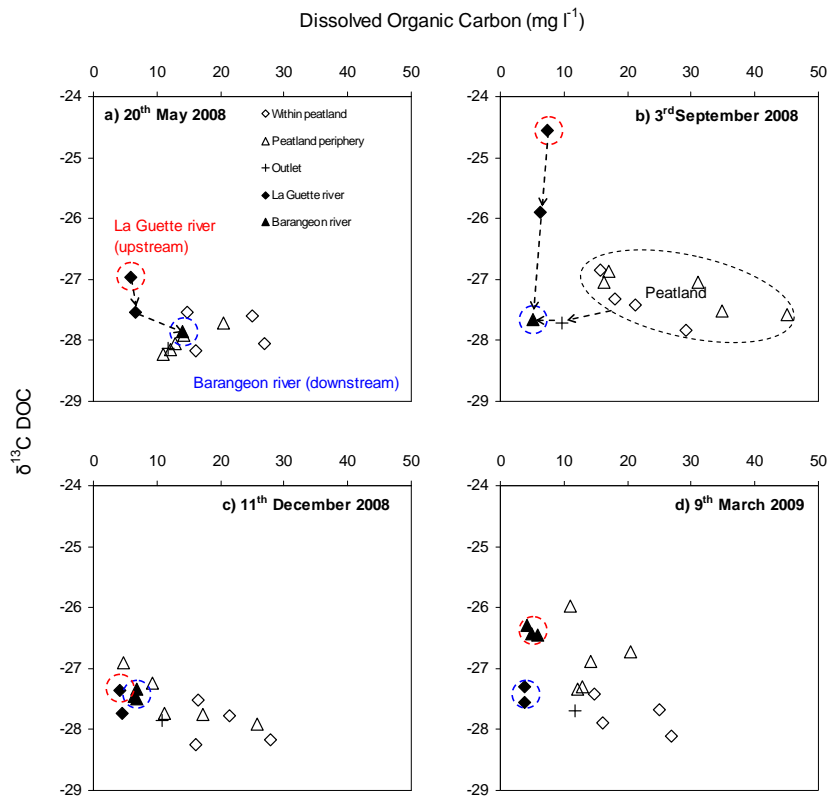 Dissolved Organic Carbon (mg l⁻¹)
0 10 20 30 40 50
0 10 20 30 40 50
-24
-25
-26
-27
-28
-29
a) 20ᵗʰ May 2008
Within peatland
Peatland periphery
Outlet
La Guette river
Barangeon river
La Guette river
(upstream)
Barangeon river (downstream)
-24
-25
-26
-27
-28
-29
b) 3ʳᵈSeptember 2008
Peatland
δ¹³C DOC
0 10 20 30 40 50
0 10 20 30 40 50
-24
-25
-26
-27
-28
-29
c) 11ᵗʰ December 2008
-24
-25
-26
-27
-28
-29
d) 9ᵗʰ March 2009